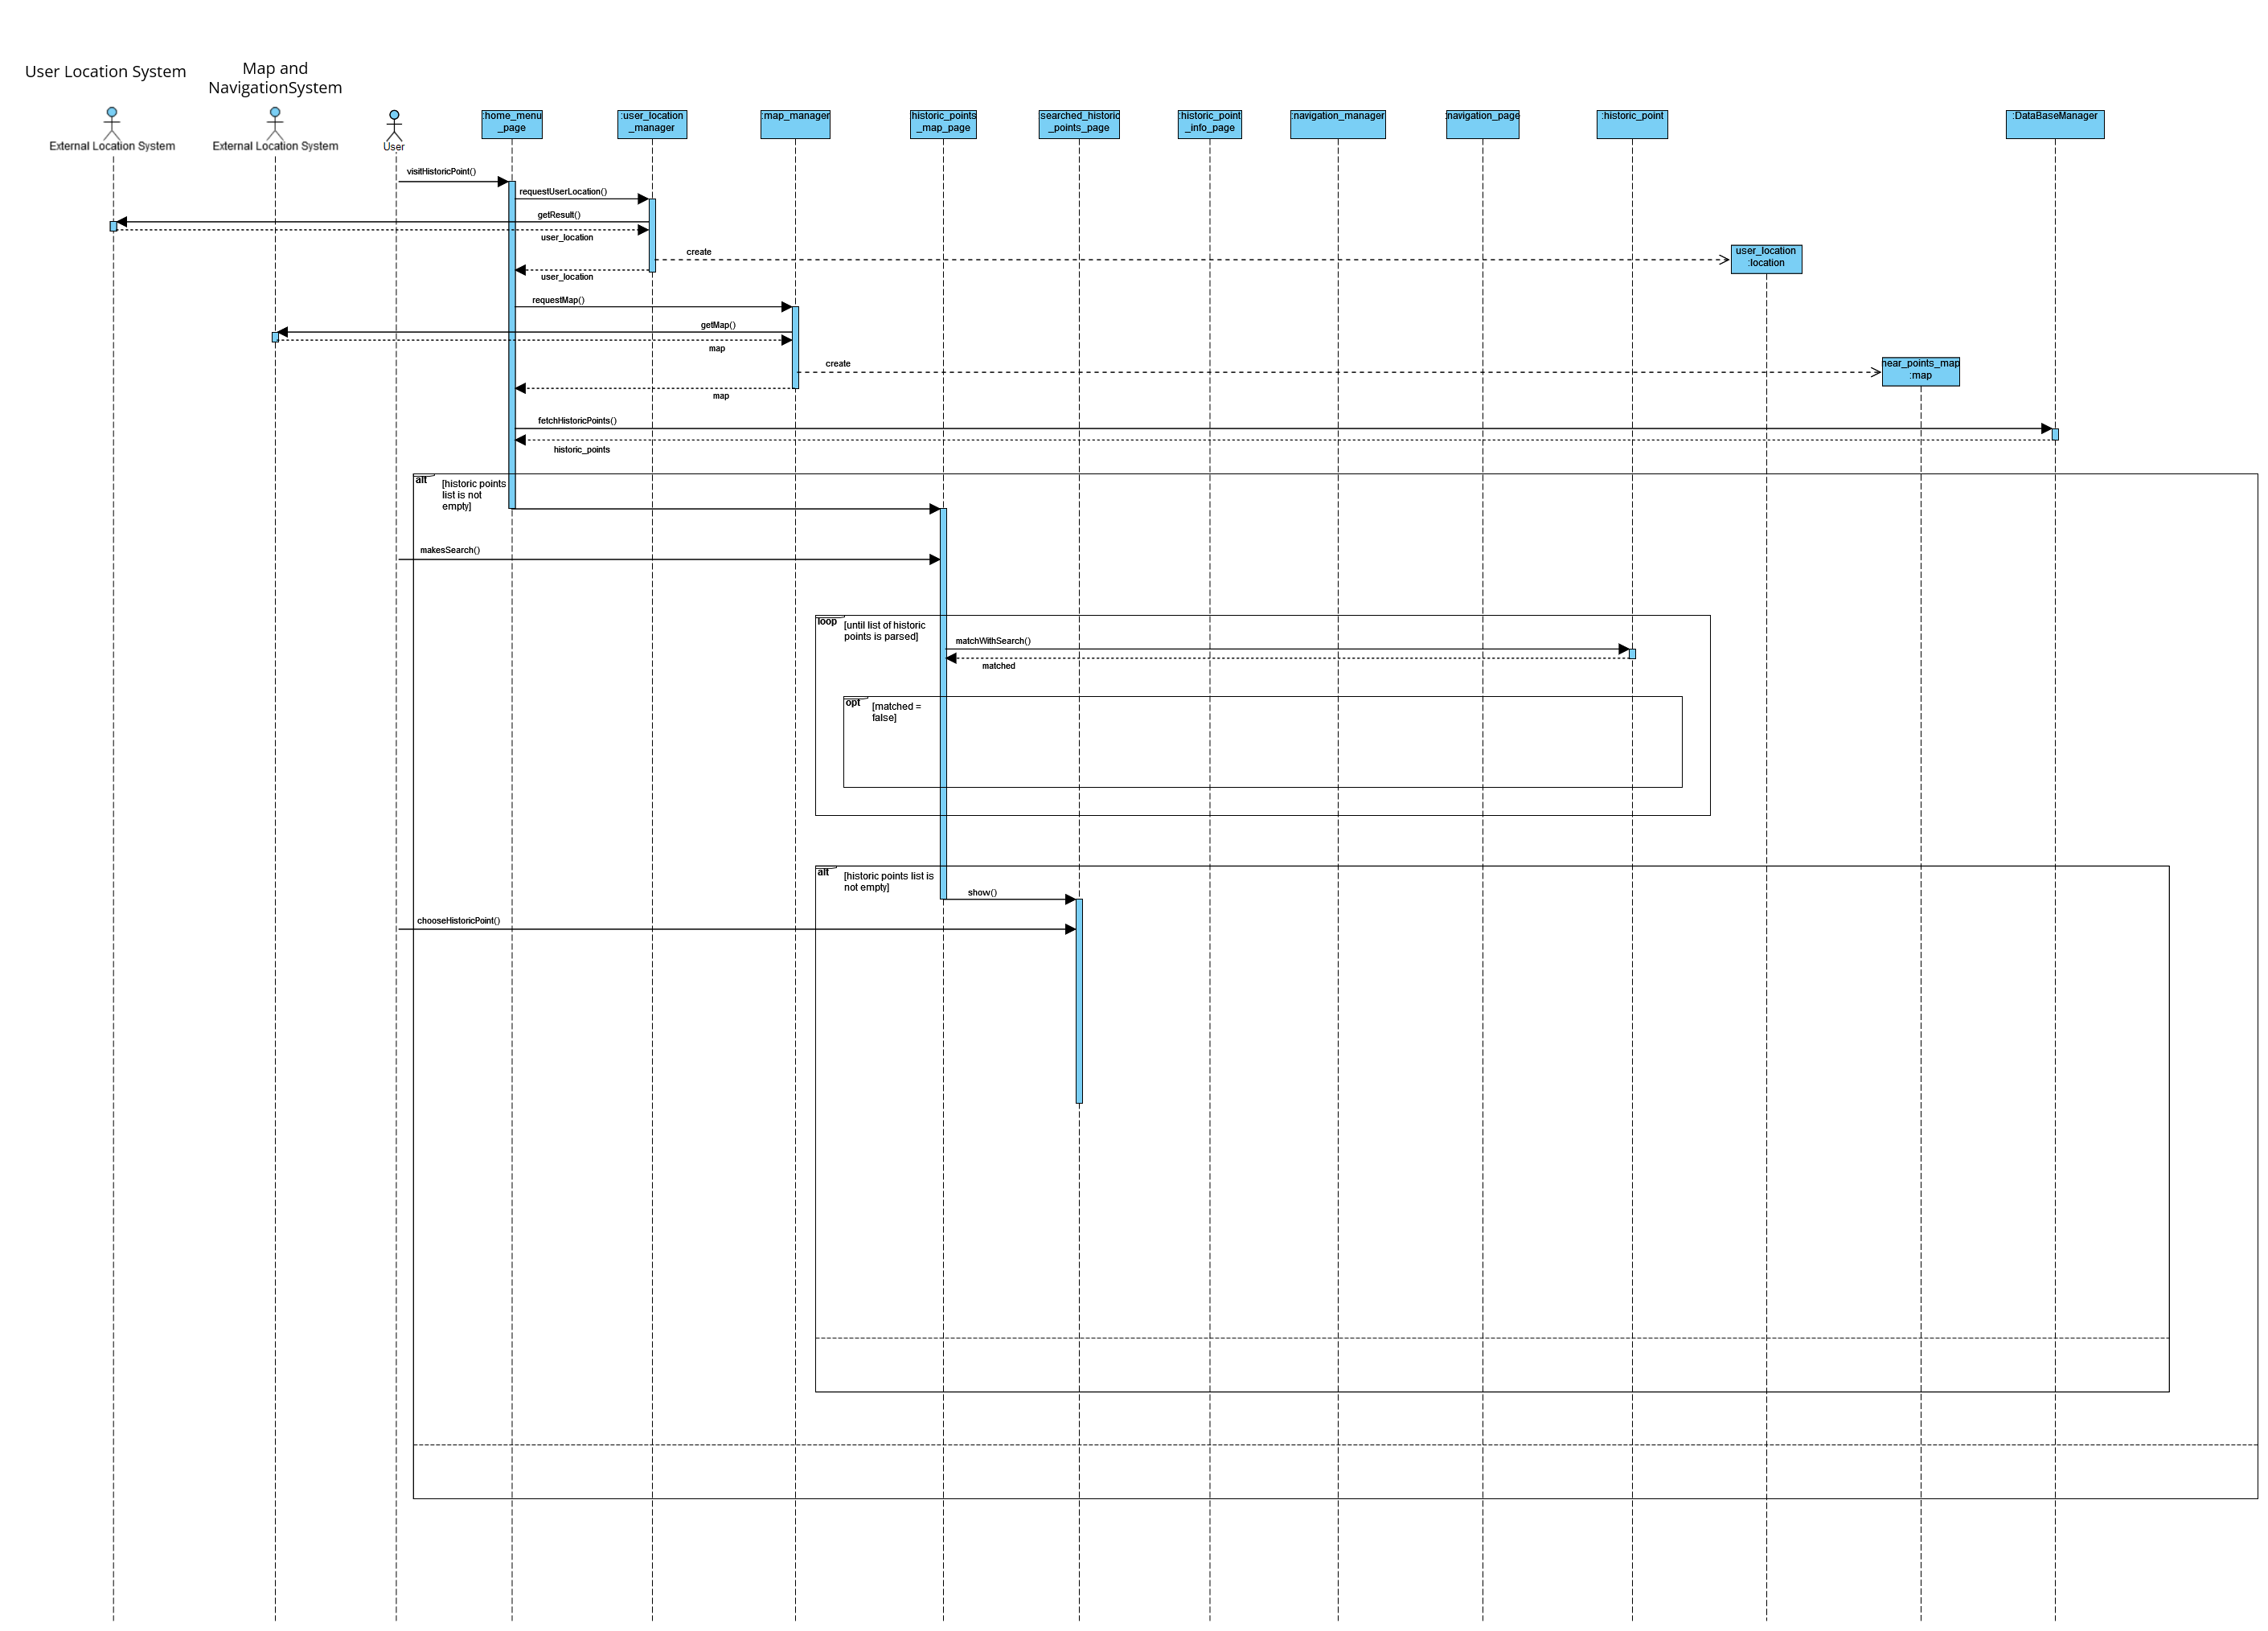 User Location System
Map and
NavigationSystem
External Location System
External Location System
User
:home_menu
_page
:user_location
_manager
:map_manager
historic_points
_map_page
searched_historic
_points_page
:historic_point
_info_page
:navigation_manager
:navigation_page
:historic_point
:DataBaseManager
visitHistoricPoint()
requestUserLocation()
getResult()
user_location
create
user_location
:location
user_location
requestMap()
getMap()
map
create
near_points_map
:map
map
fetchHistoricPoints()
historic_points
alt
[historic points
list is not
empty]
makesSearch()
loop
[until list of historic
points is parsed]
matchWithSearch()
matched
opt
[matched =
false]
alt
[historic points list is
not empty]
show()
chooseHistoricPoint()